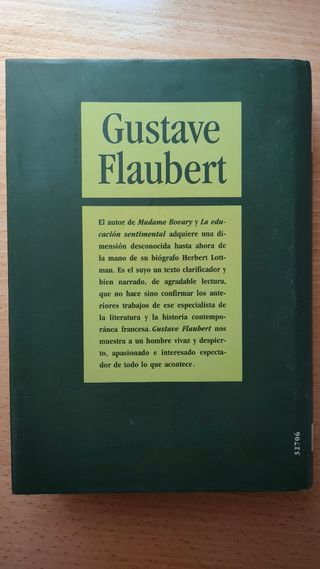 Gustave
Flaubert
El autor de Madame Bovary y La edu-
cación sentimental adquiere una di-
mensión desconocida hasta ahora de
la mano de su biógrafo Herbert Lott-
man. Es el suyo un texto clarificador y
bien narrado, de agradable lectura,
que no hace sino confirmar los ante-
riores trabajos de ese especialista de
la literatura y la historia contempo-
ránea francesa. Gustave Flaubert nos
muestra a un hombre vivaz y despier-
to, apasionado e interesado especta-
dor de todo lo que acontece.
32706